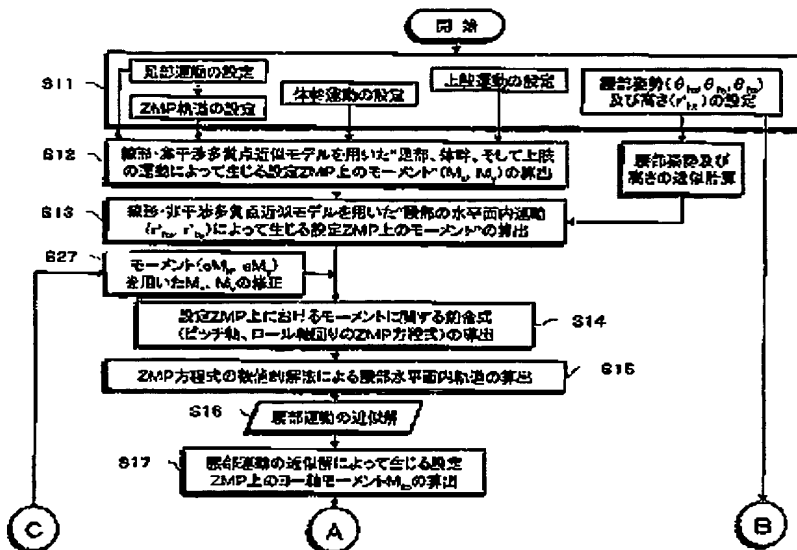 開始
S11
足部運動の設定
ZMP軌道の設定
体幹運動の設定
上肢運動の設定
腰部姿勢(θhx,θhy,θhz)
及び高さ(r'hz)の設定
S12
線形・非干渉多質点近似モデルを用いた"足部、体幹、そして上肢
の運動によって生じる設定ZMP上のモーメント"(Mx, My)の算出
腰部姿勢及び
高さの近似計算
S13
線形・非干渉多質点近似モデルを用いた"腰部の水平面内運動
によって生じる設定ZMP上のモーメント"の算出
S27
モーメント
を用いたMx、Myの修正
設定ZMP上におけるモーメントに関する釣合式
(ピッチ軸、ロール軸回りのZMP方程式)の導出
S14
ZMP方程式の数値的解法による腰部水平面内軌道の算出
S15
S16
腰部運動の近似解
S17
腰部運動の近似解によって生じる設定
ZMP上のヨー軸モーメントの算出
C
A
B